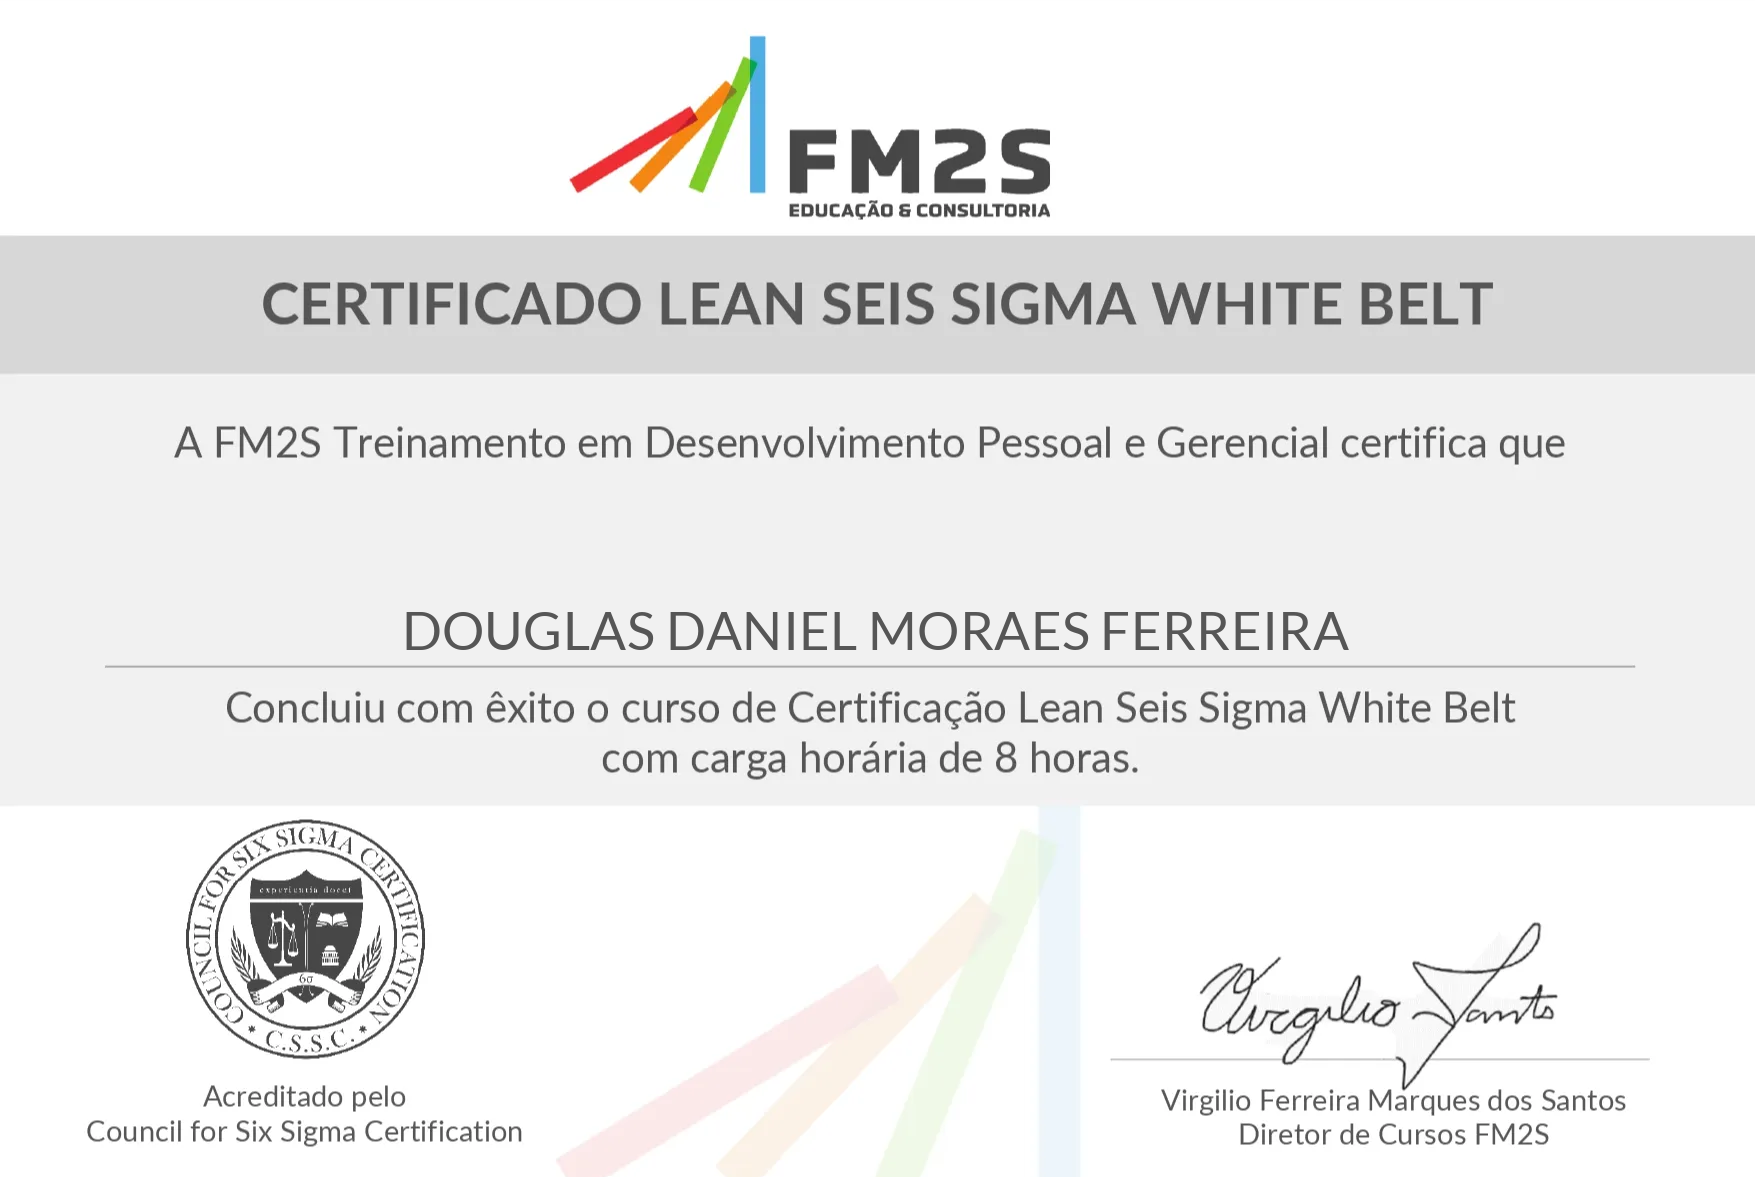 FM2S
EDUCAÇÃO & CONSULTORIA
CERTIFICADO LEAN SEIS SIGMA WHITE BELT
A FM2S Treinamento em Desenvolvimento Pessoal e Gerencial certifica que
DOUGLAS DANIEL MORAES FERREIRA
Concluiu com êxito o curso de Certificação Lean Seis Sigma White Belt
com carga horária de 8 horas.
COUNCIL FOR SIX SIGMA CERTIFICATION
experientia docet
6σ
* C.S.S.C. *
Acreditado pelo
Council for Six Sigma Certification
Virgilio Santos
Virgilio Ferreira Marques dos Santos
Diretor de Cursos FM2S